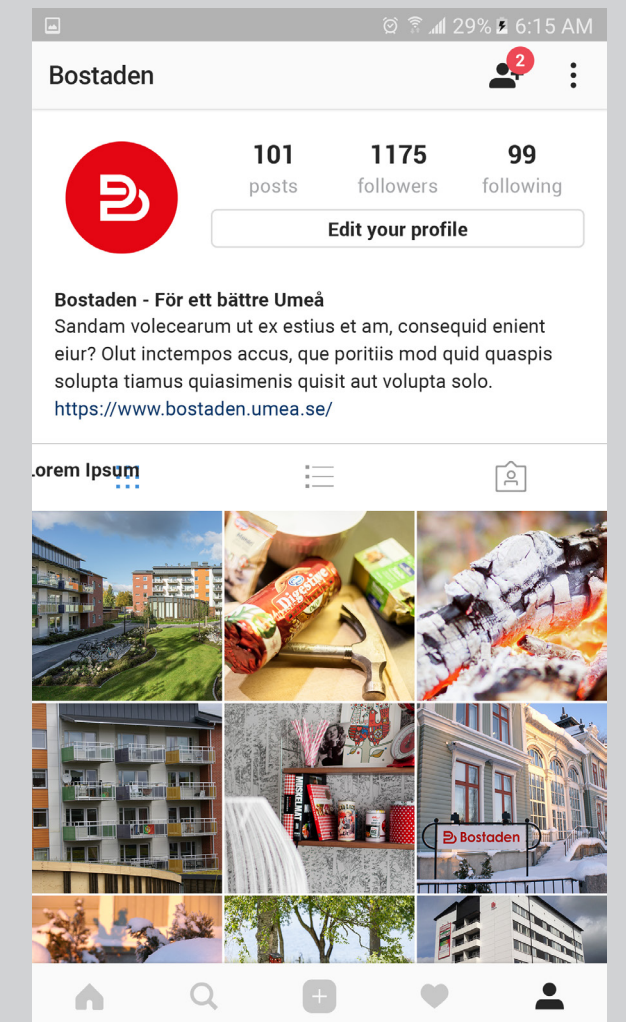 29% 6:15 AM
Bostaden
2
101 1175 99
posts followers following
Edit your profile
Bostaden - För ett bättre Umeå
Sandam volecearum ut ex estius et am, consequid enient
eiur? Olut inctempos accus, que poritiis mod quid quaspis
solupta tiamus quiasimenis quisit aut volupta solo.
https://www.bostaden.umea.se/
Lorem Ipsum
Digestive
Bostaden